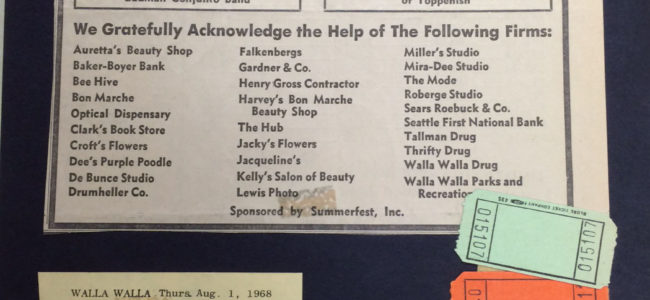 of Toppenish
We Gratefully Acknowledge the Help of The Following Firms:
Auretta's Beauty Shop
Baker-Boyer Bank
Bee Hive
Bon Marche
Optical Dispensary
Clark's Book Store
Croft's Flowers
Dee's Purple Poodle
De Bunce Studio
Drumheller Co.
Falkenbergs
Gardner & Co.
Henry Gross Contractor
Harvey's Bon Marche
Beauty Shop
The Hub
Jacky's Flowers
Jacqueline's
Kelly's Salon of Beauty
Lewis Photo
Miller's Studio
Mira-Dee Studio
The Mode
Roberge Studio
Sears Roebuck & Co.
Seattle First National Bank
Tallman Drug
Thrifty Drug
Walla Walla Drug
Walla Walla Parks and
Recreation
Sponsored by Summerfest, Inc.
WALLA WALLA Thurs. Aug. 1, 1968
GLOBE TICKET COMPANY
015107
015107